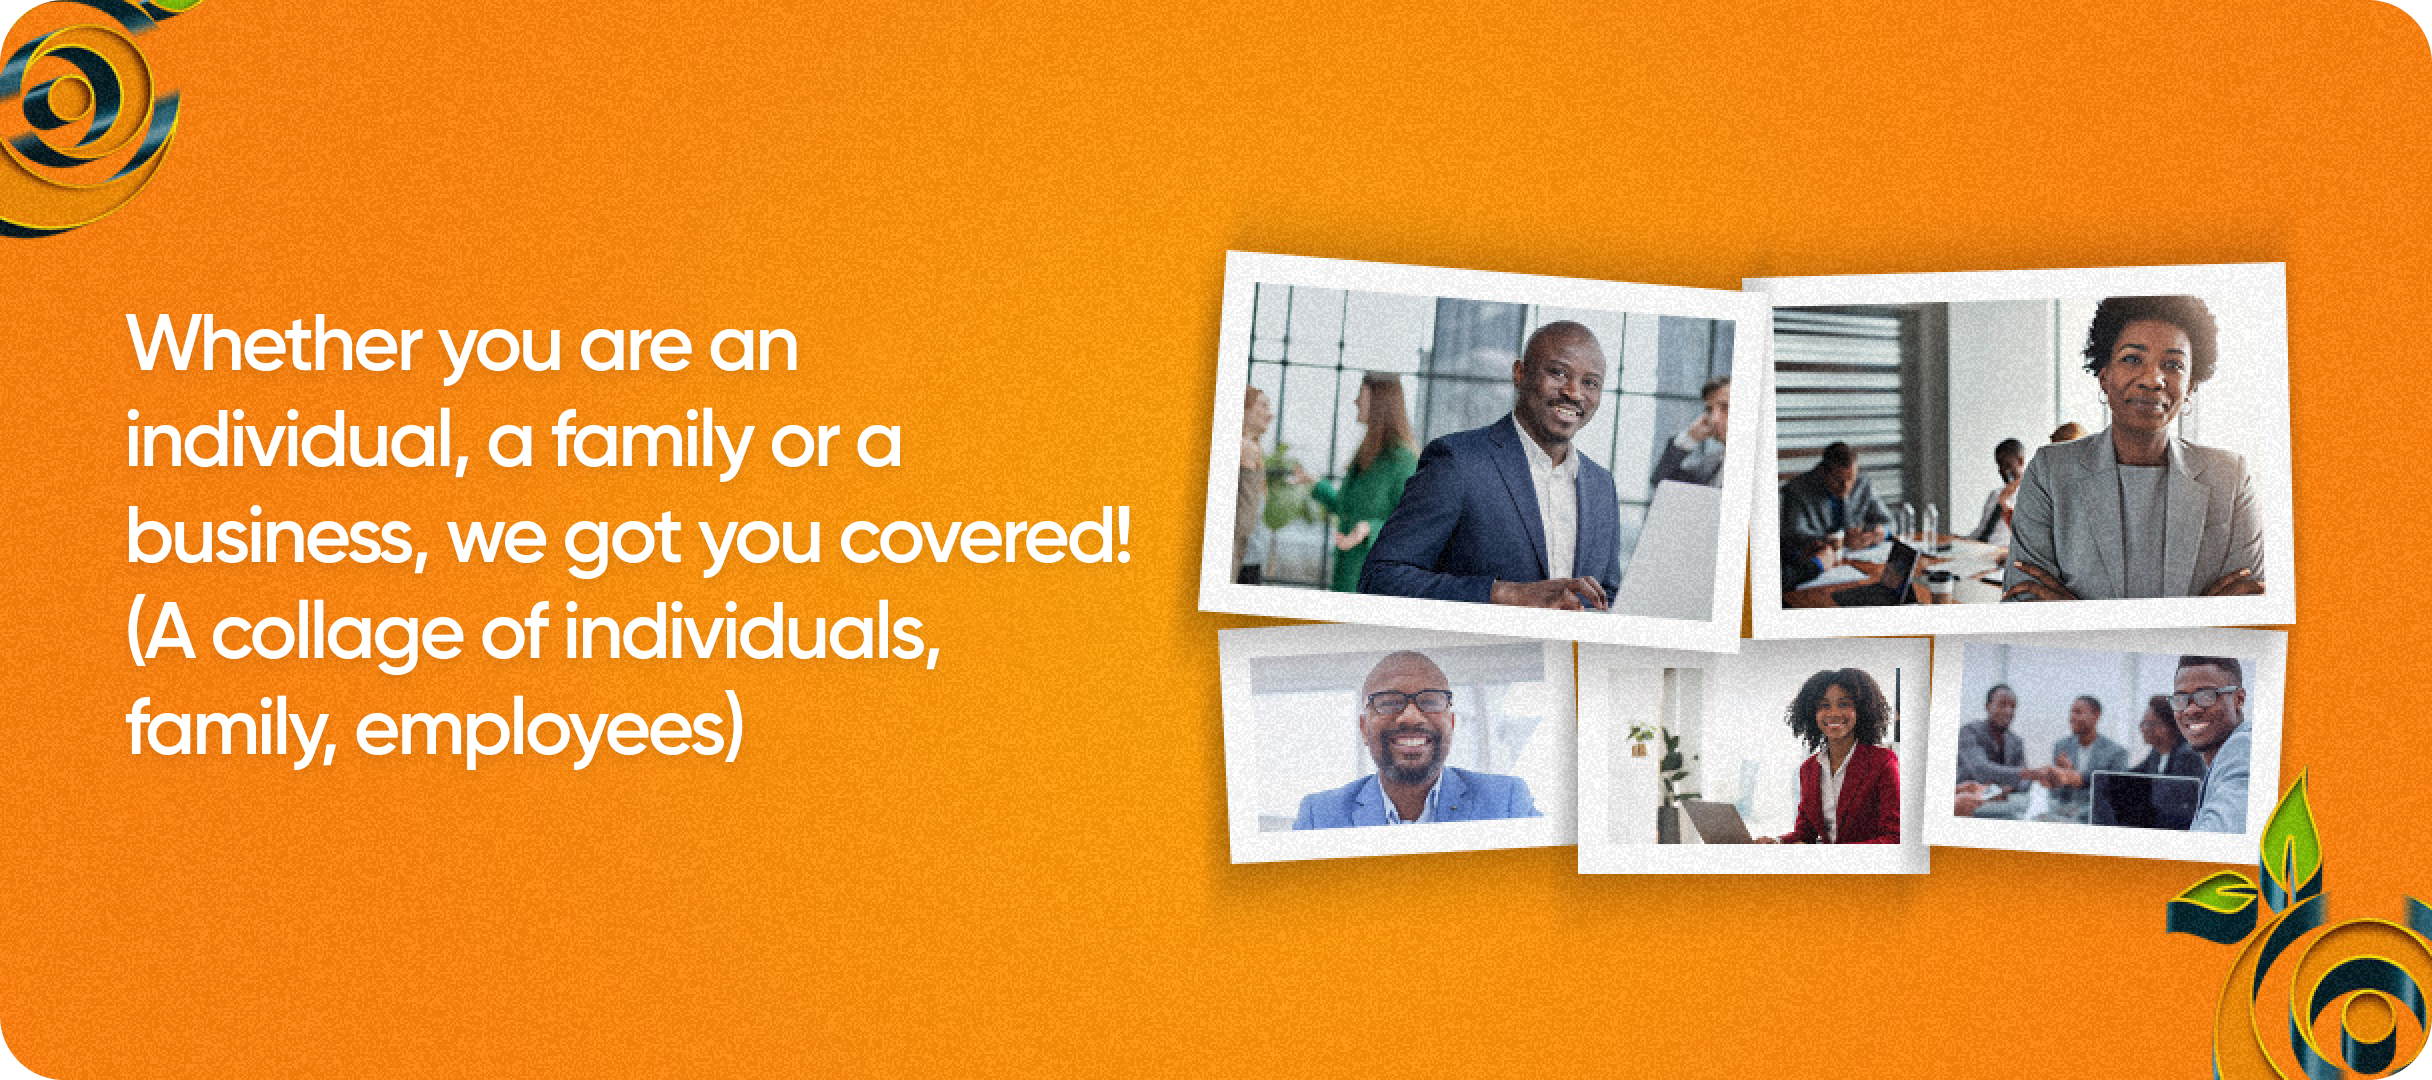 Whether you are an
individual, a family or a
business, we got you covered!
(A collage of individuals,
family, employees)